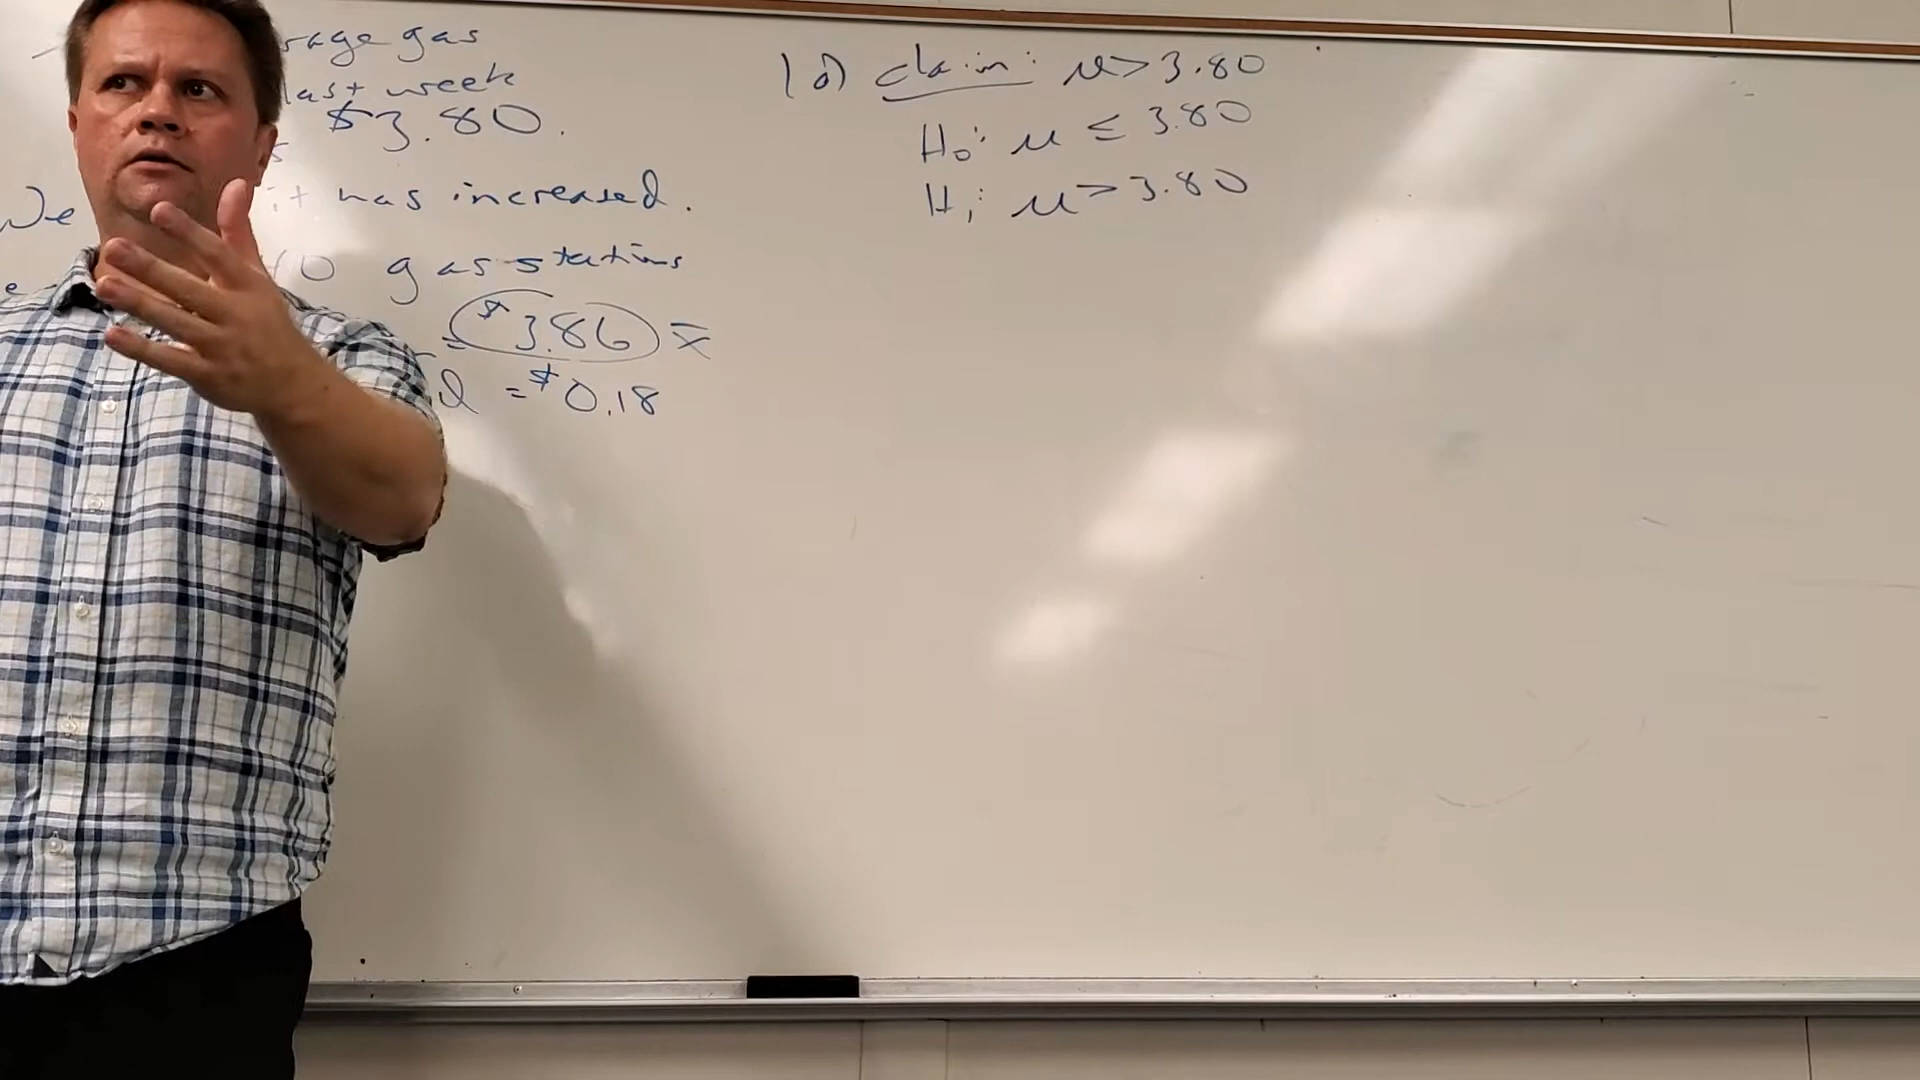 rage gas
last week
$3.80.
We it has increased.
10 gas stations
= $3.86 = x̄
d = $0.18
1a) claim: μ > 3.80
H₀: μ ≤ 3.80
H₁: μ > 3.80